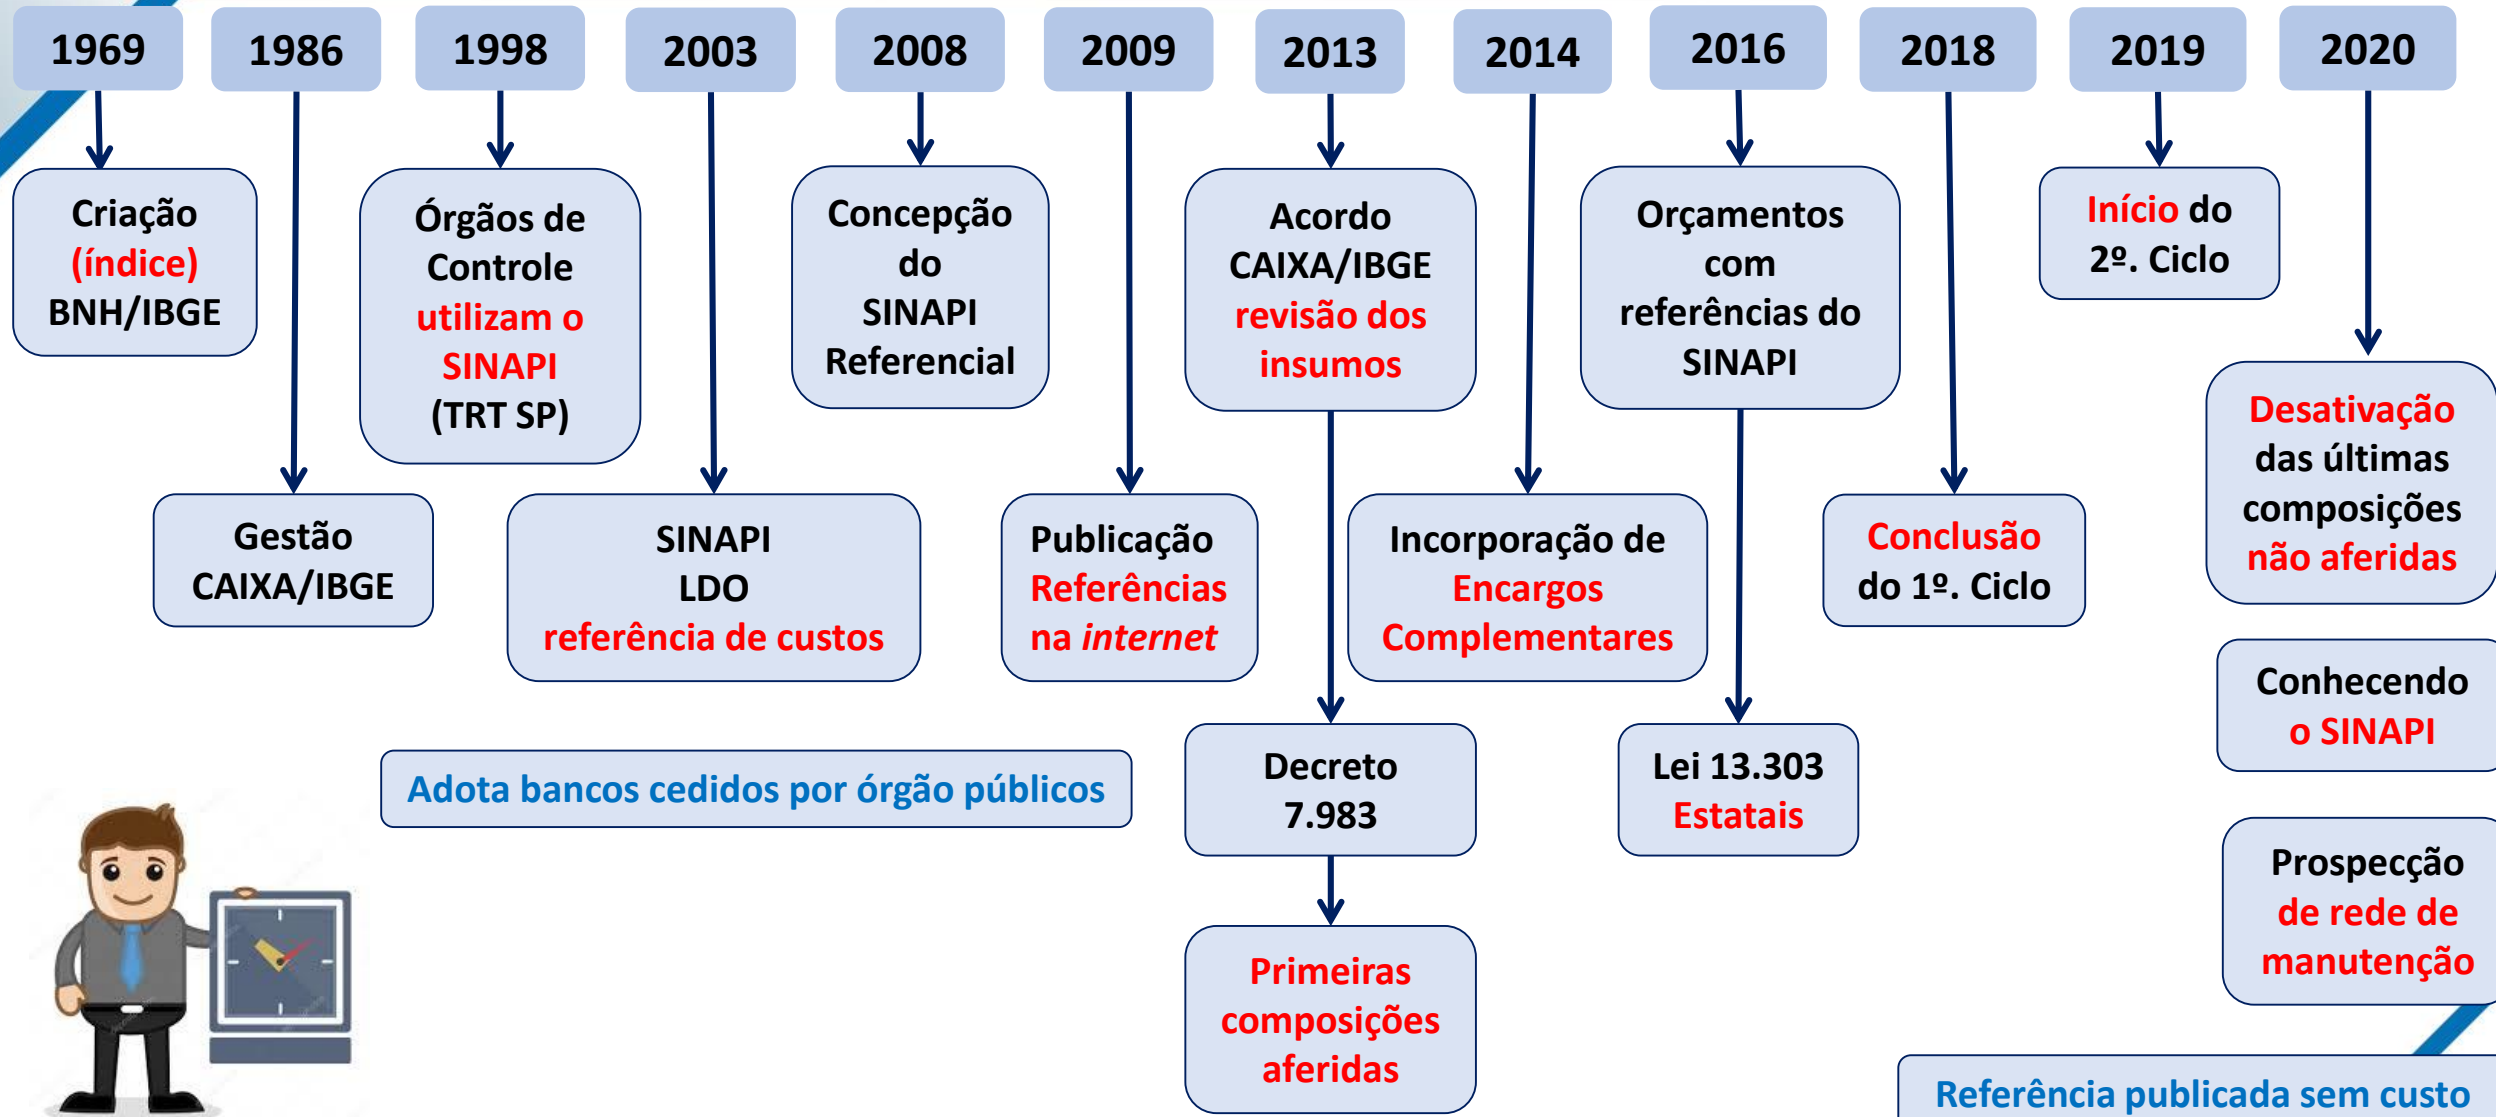 1969
1986
1998
2003
2008
2009
2013
2014
2016
2018
2019
2020
Criação
(índice)
BNH/IBGE
Gestão
CAIXA/IBGE
Órgãos de
Controle
utilizam o
SINAPI
(TRT SP)
SINAPI
LDO
referência de custos
Concepção
do
SINAPI
Referencial
Publicação
Referências
na internet
Acordo
CAIXA/IBGE
revisão dos
insumos
Decreto
7.983
Primeiras
composições
aferidas
Incorporação de
Encargos
Complementares
Orçamentos
com
referências do
SINAPI
Lei 13.303
Estatais
Conclusão
do 1º. Ciclo
Início do
2º. Ciclo
Desativação
das últimas
composições
não aferidas
Conhecendo
o SINAPI
Prospecção
de rede de
manutenção
Adota bancos cedidos por órgão públicos
Referência publicada sem custo